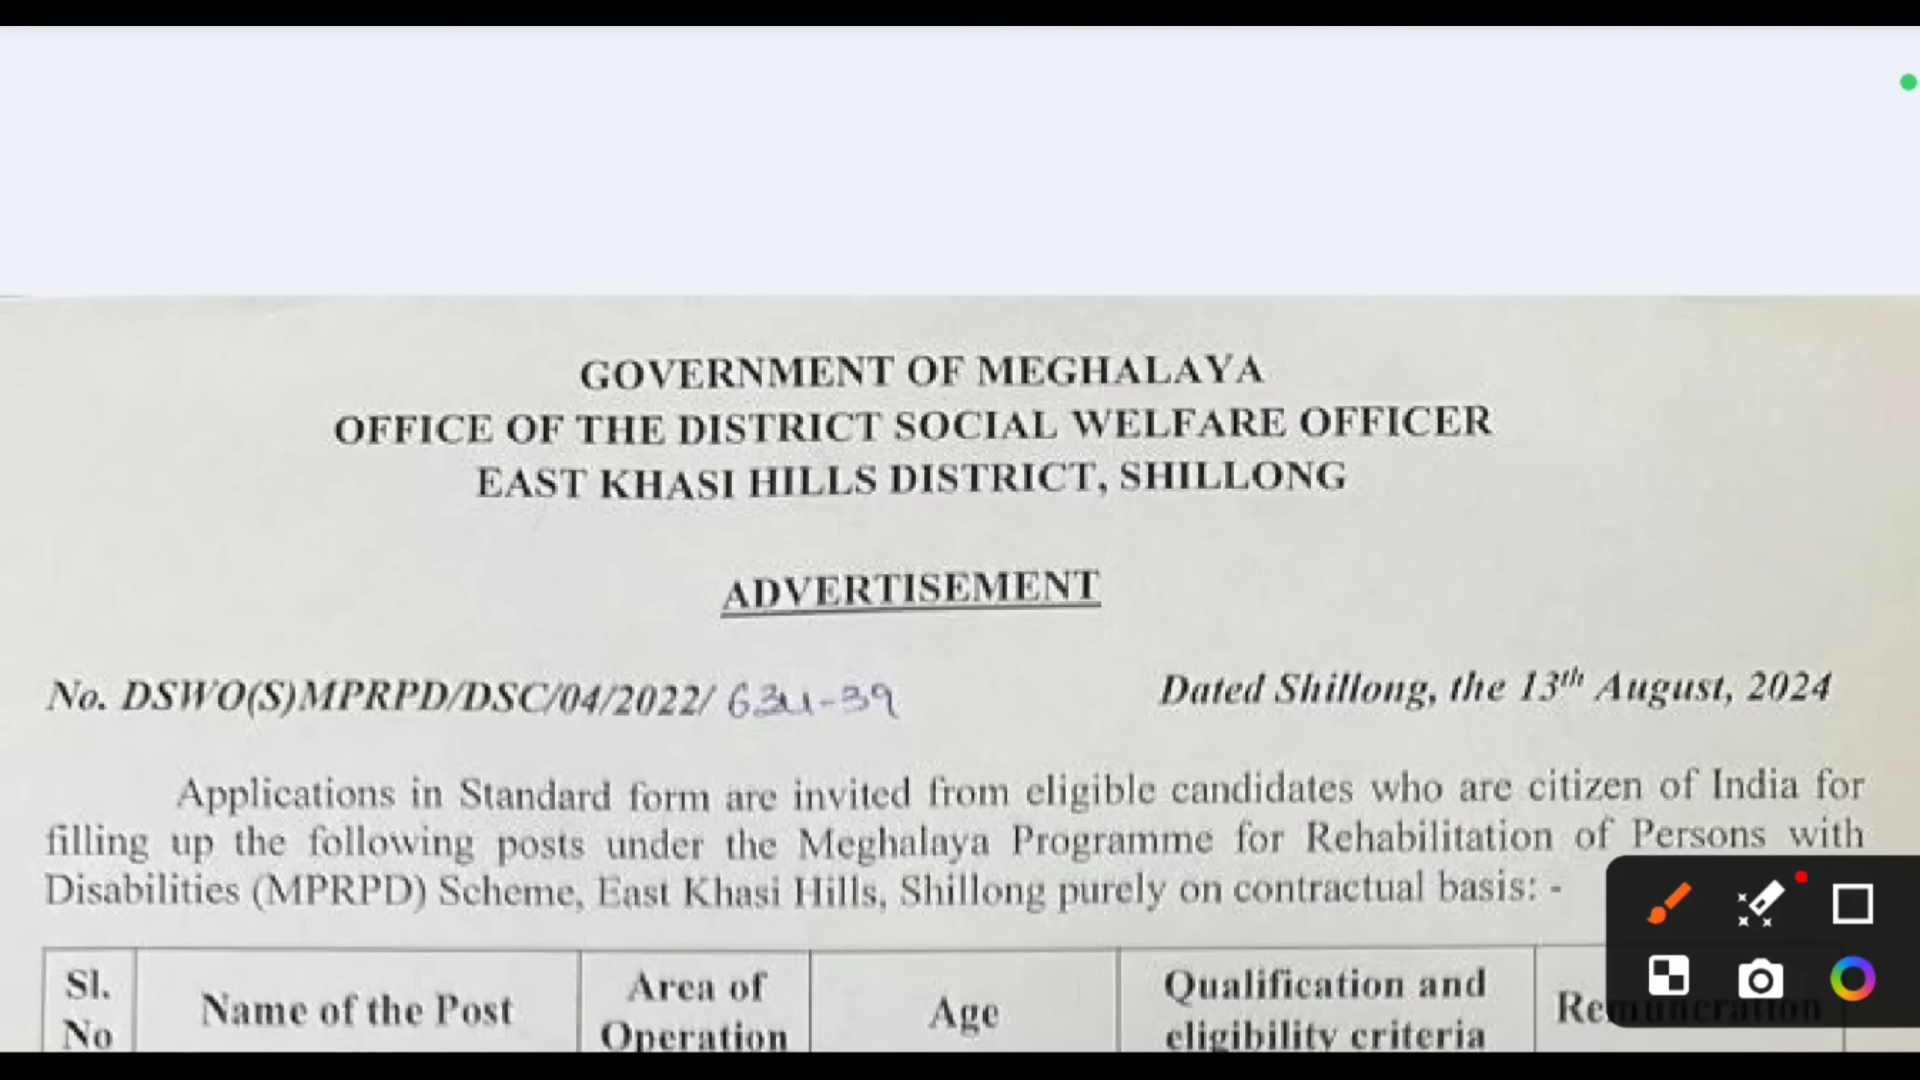 GOVERNMENT OF MEGHALAYA
OFFICE OF THE DISTRICT SOCIAL WELFARE OFFICER
EAST KHASI HILLS DISTRICT, SHILLONG
ADVERTISEMENT
No. DSWO(S)MPRPD/DSC/04/2022/ Dated Shillong, the 13th August, 2024
Applications in Standard form are invited from eligible candidates who are citizen of India for
filling up the following posts under the Meghalaya Programme for Rehabilitation of Persons with
Disabilities (MPRPD) Scheme, East Khasi Hills, Shillong purely on contractual basis: -
Sl. No
Name of the Post
Area of Operation
Age
Qualification and eligibility criteria
Remuneration